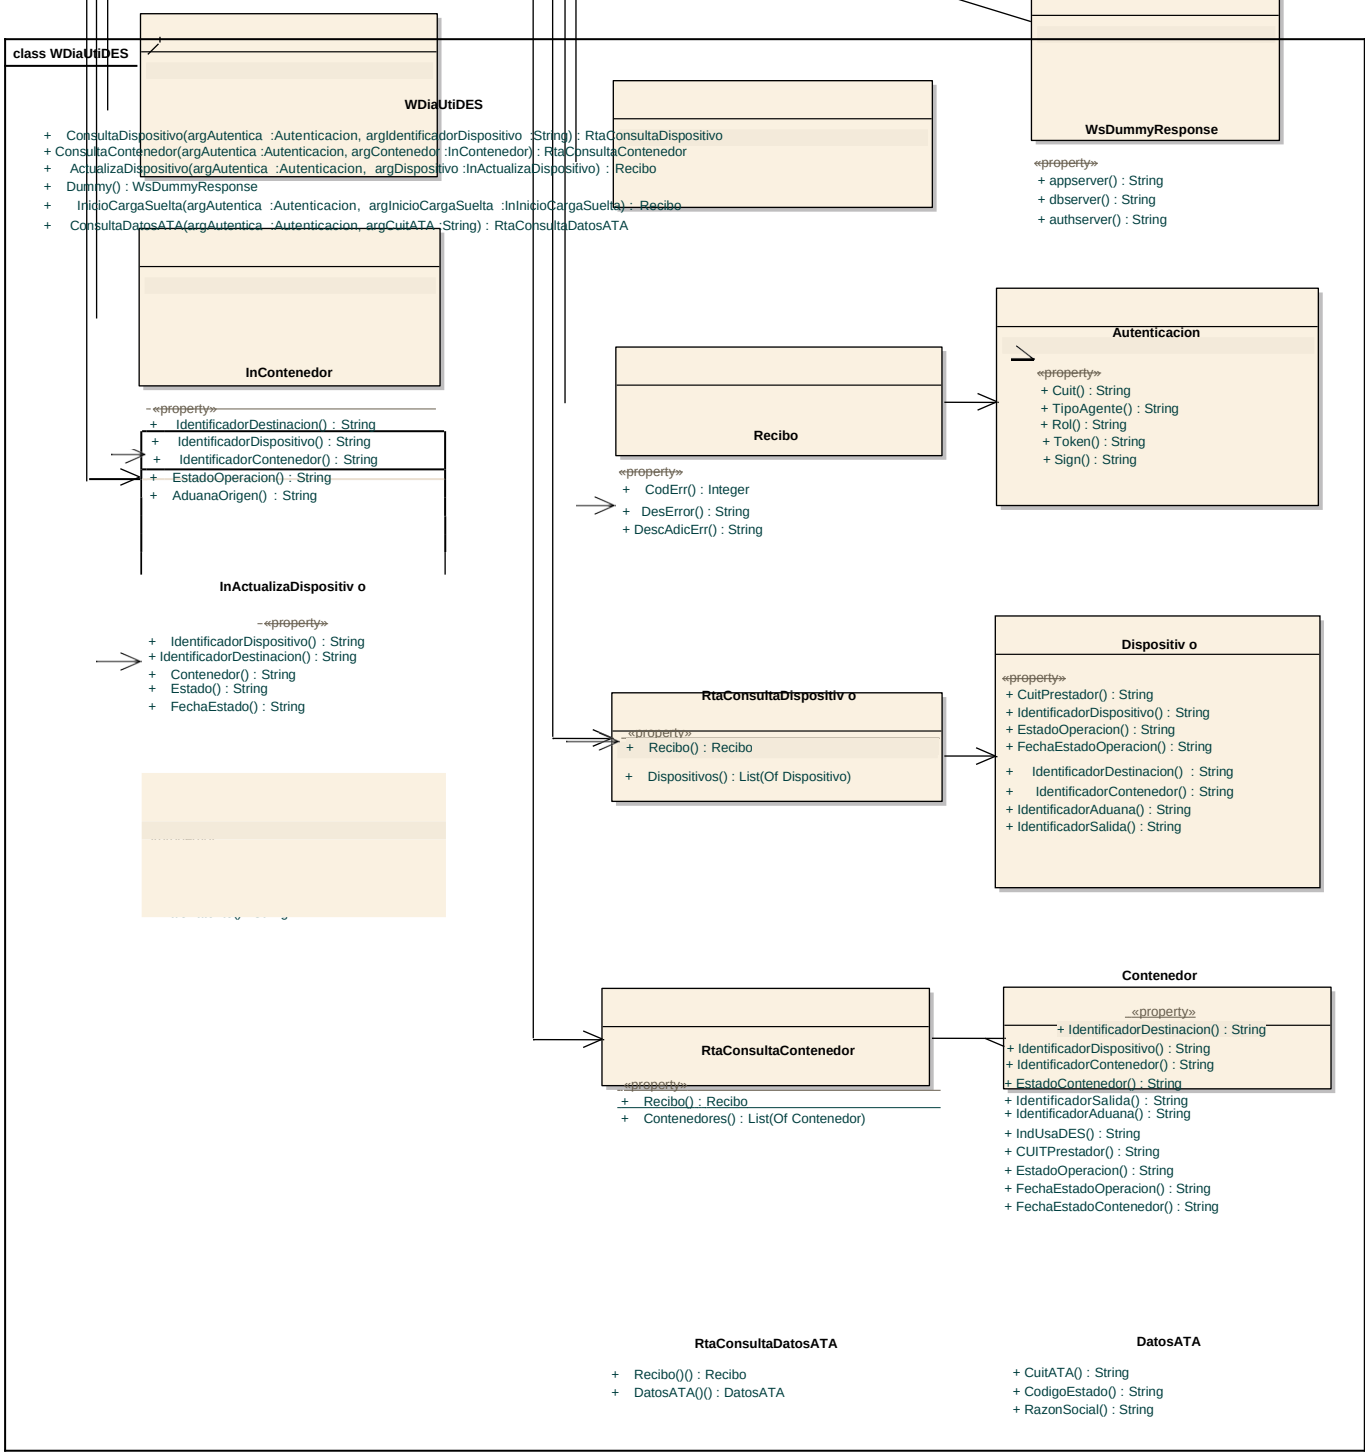 class WDiaUtiDES
WDiaUtiDES
+ ConsultaDispositivo(argAutentica :Autenticacion, argIdentificadorDispositivo :String) : RtaConsultaDispositivo
+ ConsultaContenedor(argAutentica :Autenticacion, argContenedor :InContenedor) : RtaConsultaContenedor
+ ActualizaDispositivo(argAutentica :Autenticacion, argDispositivo :InActualizaDispositivo) : Recibo
+ Dummy() : WsDummyResponse
+ InicioCargaSuelta(argAutentica :Autenticacion, argInicioCargaSuelta :InInicioCargaSuelta) : Recibo
+ ConsultaDatosATA(argAutentica :Autenticacion, argCuitATA :String) : RtaConsultaDatosATA
WsDummyResponse
«property»
+ appserver() : String
+ dbserver() : String
+ authserver() : String
InContenedor
«property»
+ IdentificadorDestinacion() : String
+ IdentificadorDispositivo() : String
+ IdentificadorContenedor() : String
+ EstadoOperacion() : String
+ AduanaOrigen() : String
Recibo
«property»
+ CodErr() : Integer
+ DesError() : String
+ DescAdicErr() : String
Autenticacion
«property»
+ Cuit() : String
+ TipoAgente() : String
+ Rol() : String
+ Token() : String
+ Sign() : String
InActualizaDispositiv o
«property»
+ IdentificadorDispositivo() : String
+ IdentificadorDestinacion() : String
+ Contenedor() : String
+ Estado() : String
+ FechaEstado() : String
RtaConsultaDispositiv o
«property»
+ Recibo() : Recibo
+ Dispositivos() : List(Of Dispositivo)
Dispositiv o
«property»
+ CuitPrestador() : String
+ IdentificadorDispositivo() : String
+ EstadoOperacion() : String
+ FechaEstadoOperacion() : String
+ IdentificadorDestinacion() : String
+ IdentificadorContenedor() : String
+ IdentificadorAduana() : String
+ IdentificadorSalida() : String
RtaConsultaContenedor
«property»
+ Recibo() : Recibo
+ Contenedores() : List(Of Contenedor)
Contenedor
«property»
+ IdentificadorDestinacion() : String
+ IdentificadorDispositivo() : String
+ IdentificadorContenedor() : String
+ EstadoContenedor() : String
+ IdentificadorSalida() : String
+ IdentificadorAduana() : String
+ IndUsaDES() : String
+ CUITPrestador() : String
+ EstadoOperacion() : String
+ FechaEstadoOperacion() : String
+ FechaEstadoContenedor() : String
RtaConsultaDatosATA
+ Recibo()() : Recibo
+ DatosATA()() : DatosATA
DatosATA
+ CuitATA() : String
+ CodigoEstado() : String
+ RazonSocial() : String